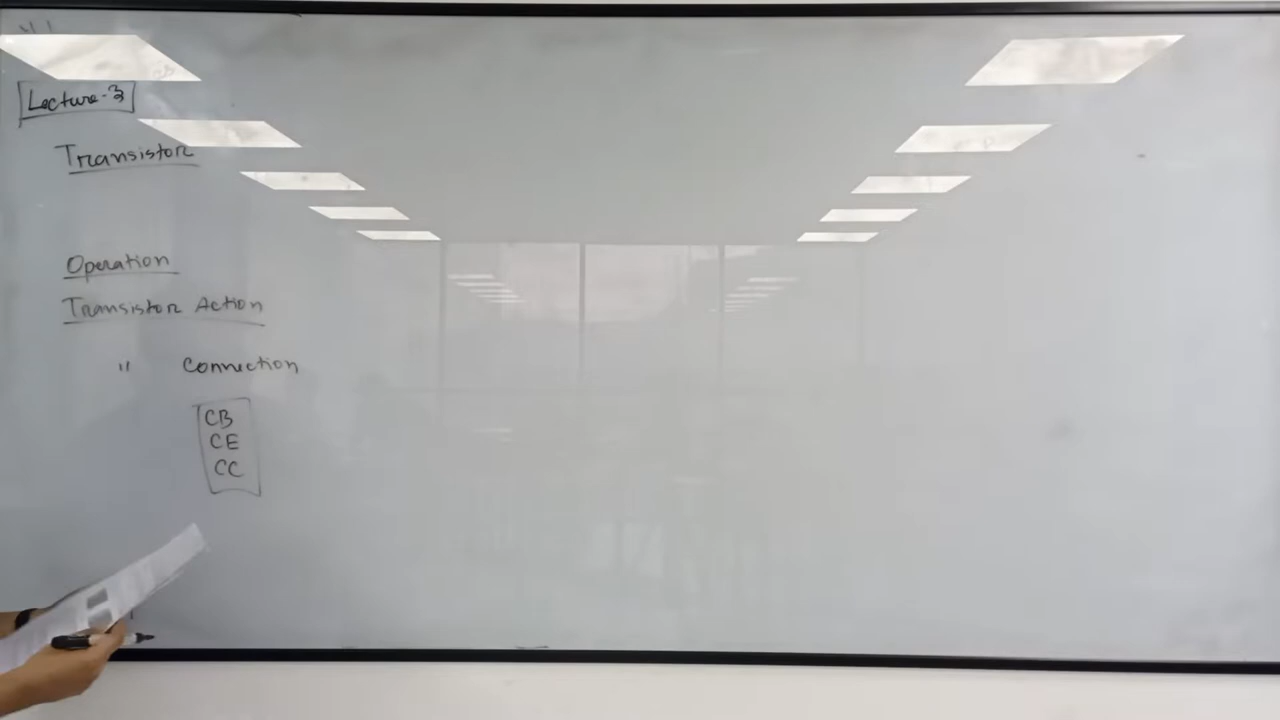 Lecture-3
Transistor
Operation
Transistor Action
" Connection
CB
CE
CC